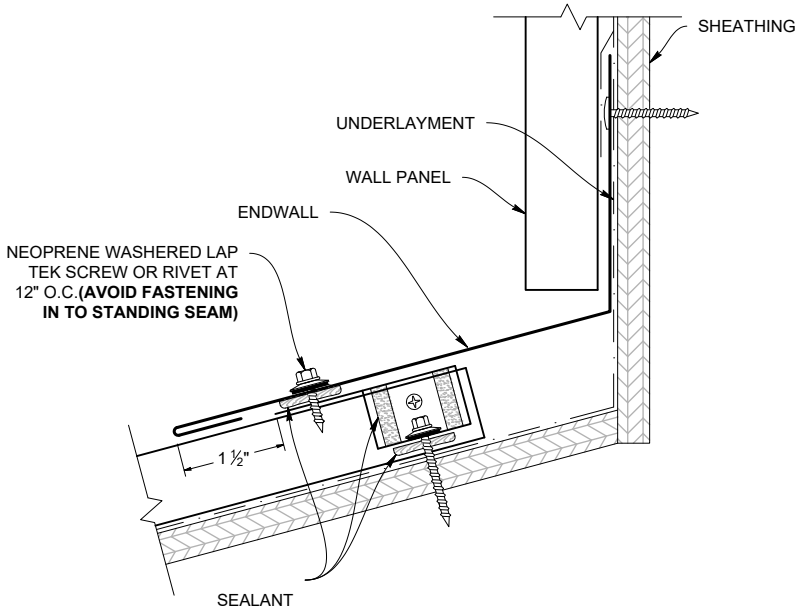 SHEATHING
UNDERLAYMENT
WALL PANEL
ENDWALL
NEOPRENE WASHERED LAP
TEK SCREW OR RIVET AT
12" O.C.(AVOID FASTENING
IN TO STANDING SEAM)
1 ½"
SEALANT